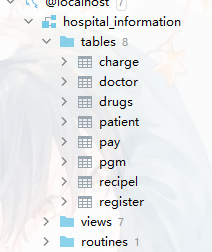 @localhost 7
hospital_information
tables 8
charge
doctor
drugs
patient
pay
pgm
recipel
register
views 7
routines 1